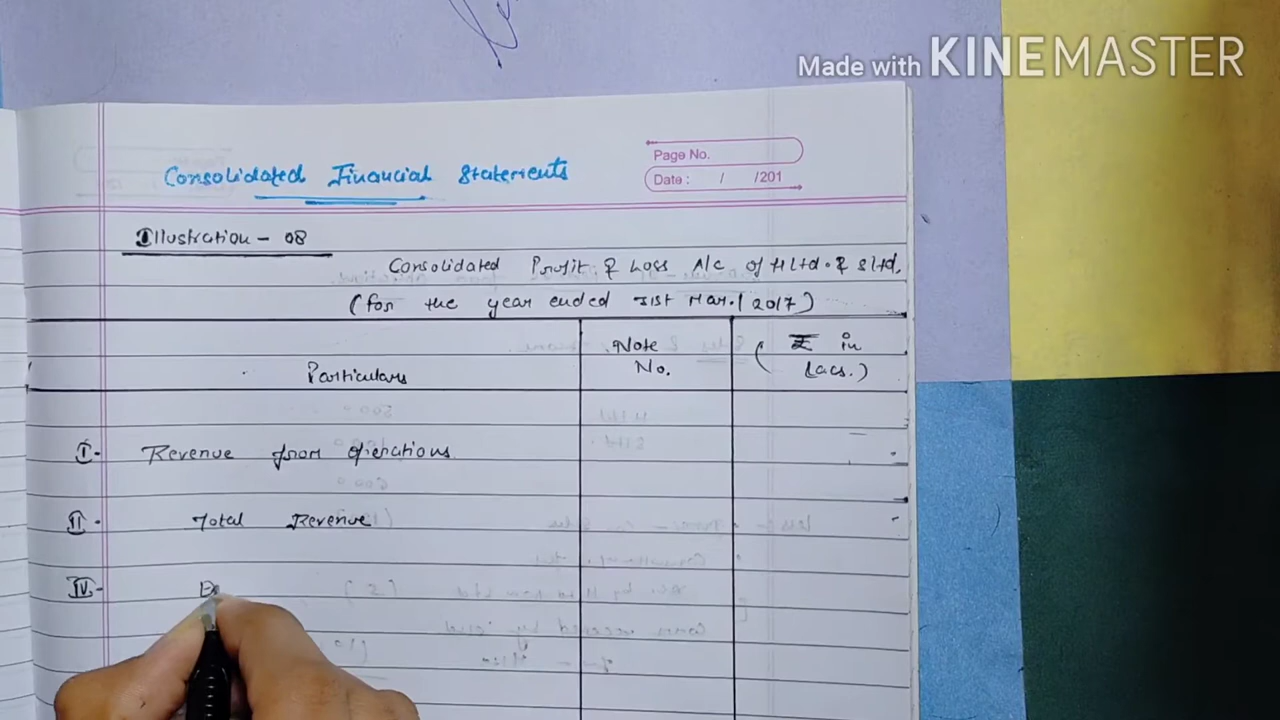 Made with KINEMASTER
Page No.
Date : / /201
Consolidated Financial Statements
Illustration - 08
Consolidated Profit & Loss A/c of H Ltd. & S Ltd.
(for the year ended 31st Mar. 2017)
Particulars
Note No.
(₹ in Lacs.)
I- Revenue from operations
II- Total Revenue
IV- E